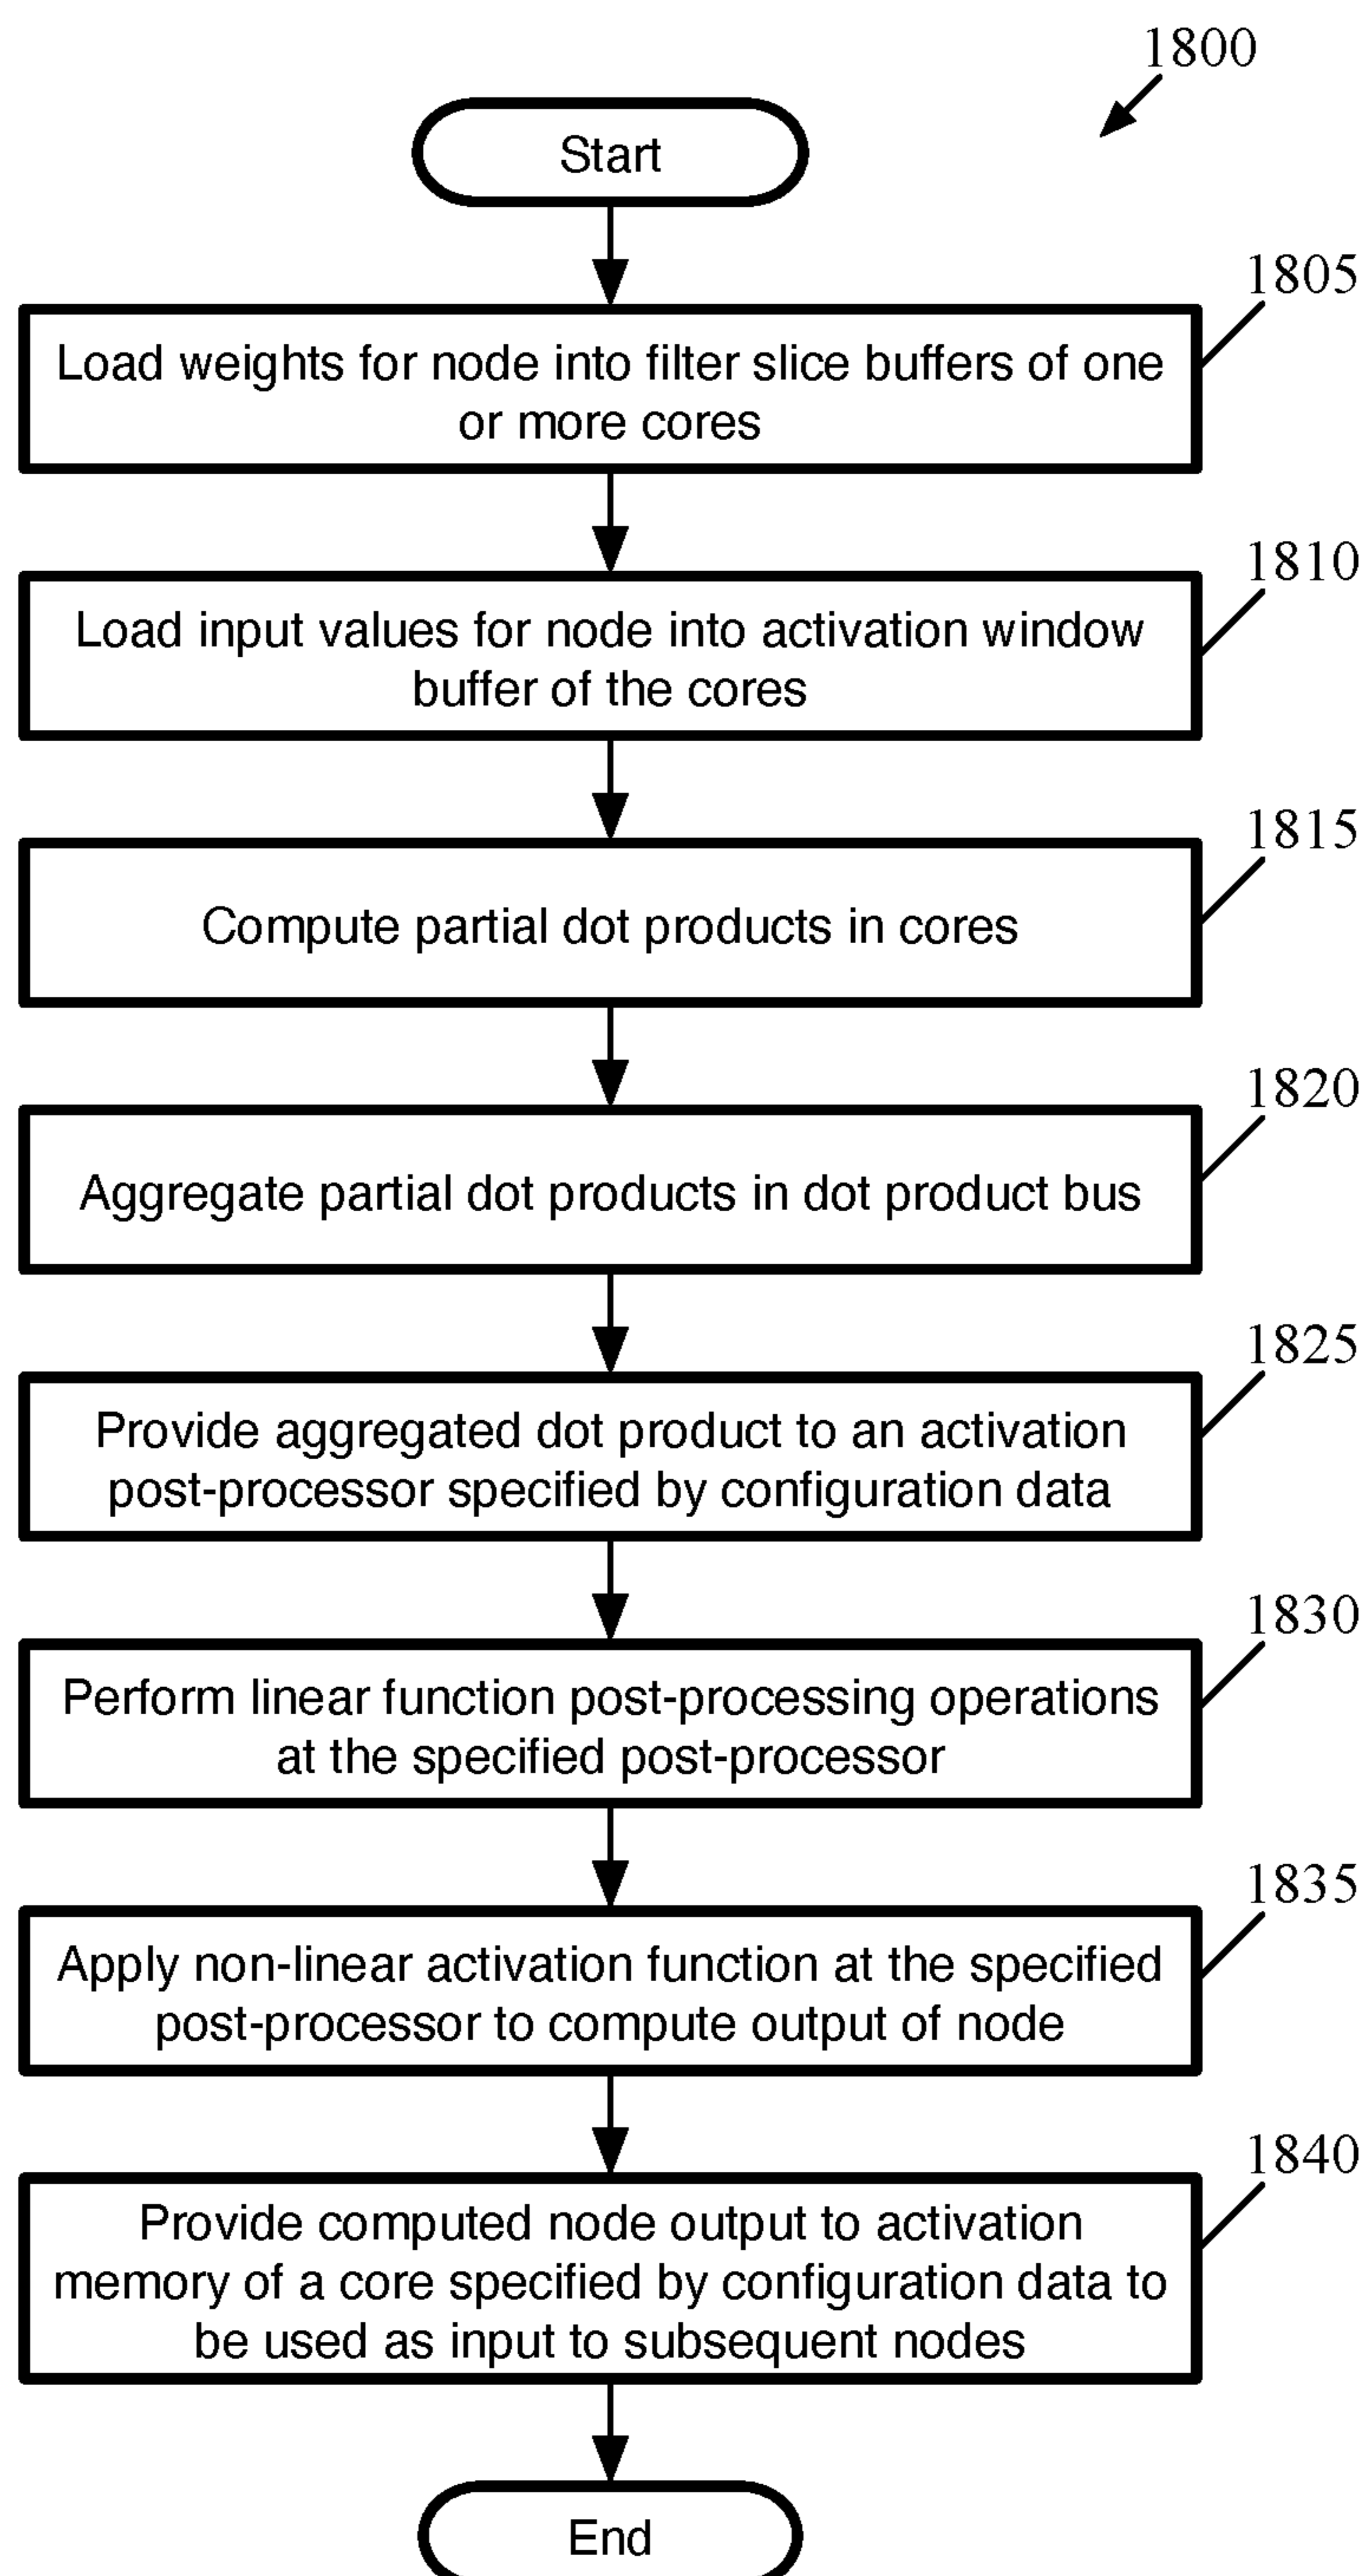 1800
Start
1805
Load weights for node into filter slice buffers of one
or more cores
1810
Load input values for node into activation window
buffer of the cores
1815
Compute partial dot products in cores
1820
Aggregate partial dot products in dot product bus
1825
Provide aggregated dot product to an activation
post-processor specified by configuration data
1830
Perform linear function post-processing operations
at the specified post-processor
1835
Apply non-linear activation function at the specified
post-processor to compute output of node
1840
Provide computed node output to activation
memory of a core specified by configuration data to
be used as input to subsequent nodes
End